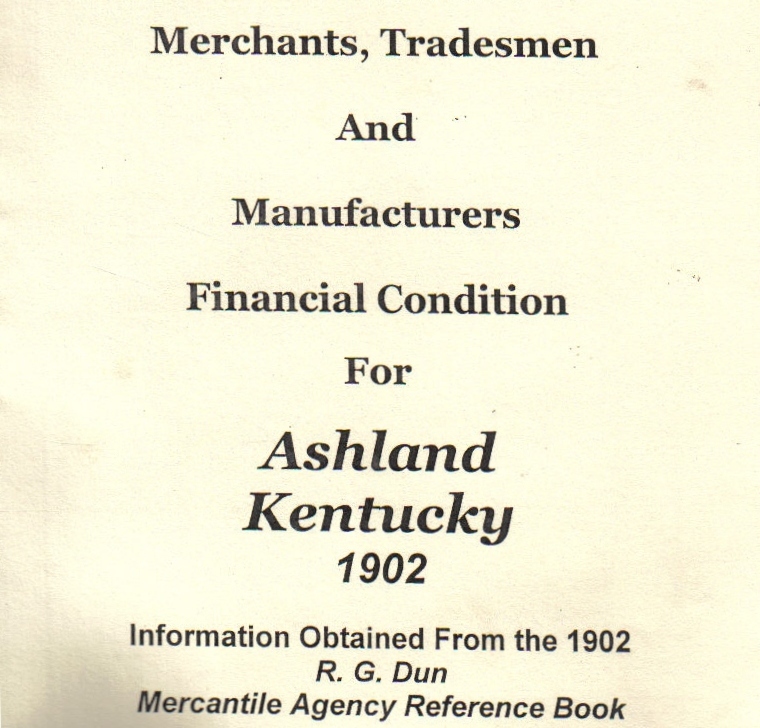 Merchants, Tradesmen
And
Manufacturers
Financial Condition
For
Ashland
Kentucky
1902
Information Obtained From the 1902
R. G. Dun
Mercantile Agency Reference Book